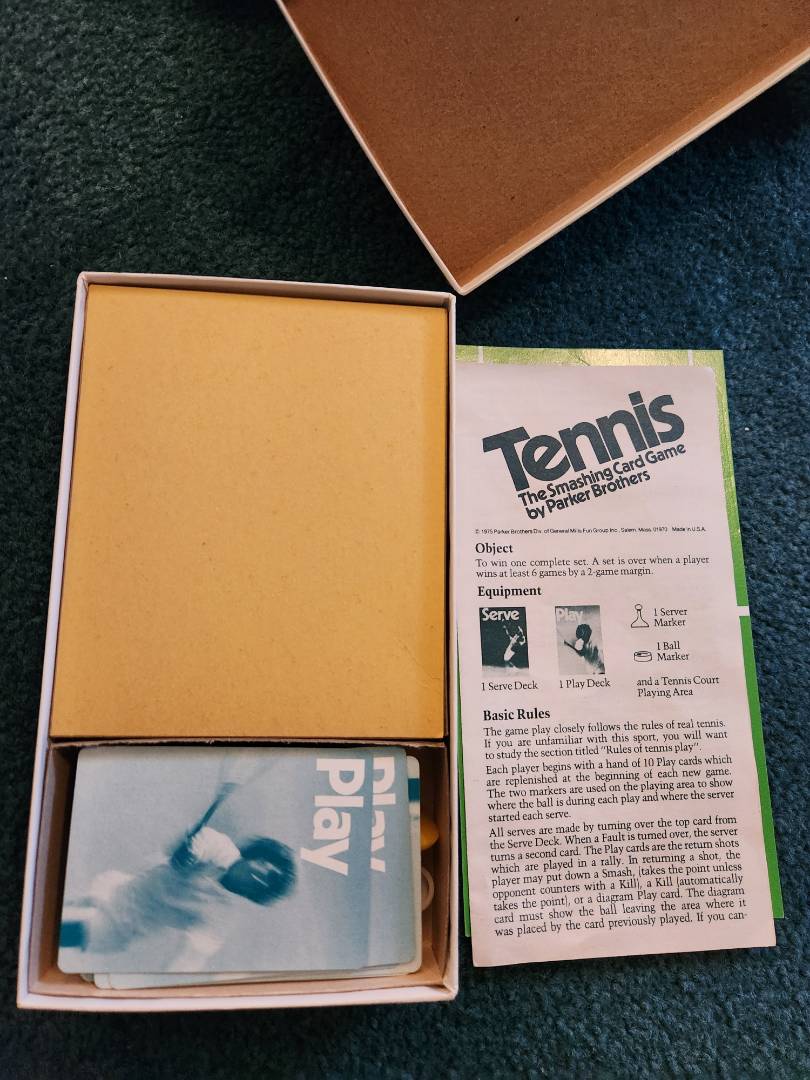 Play
Play
Tennis
The Smashing Card Game
by Parker Brothers
© 1975 Parker Brothers Div. of General Mills Fun Group Inc., Salem, Mass. 01970 Made in U.S.A.
Object
To win one complete set. A set is over when a player
wins at least 6 games by a 2-game margin.
Equipment
Serve
Play
1 Server
Marker
1 Ball
Marker
1 Serve Deck
1 Play Deck
and a Tennis Court
Playing Area
Basic Rules
The game play closely follows the rules of real tennis.
If you are unfamiliar with this sport, you will want
to study the section titled "Rules of tennis play".
Each player begins with a hand of 10 Play cards which
are replenished at the beginning of each new game.
The two markers are used on the playing area to show
where the ball is during each play and where the server
started each serve.
All serves are made by turning over the top card from
the Serve Deck. When a Fault is turned over, the server
turns a second card. The Play cards are the return shots
which are played in a rally. In returning a shot, the
player may put down a Smash, (takes the point unless
opponent counters with a Kill), a Kill (automatically
takes the point), or a diagram Play card. The diagram
card must show the ball leaving the area where it
was placed by the card previously played. If you can-